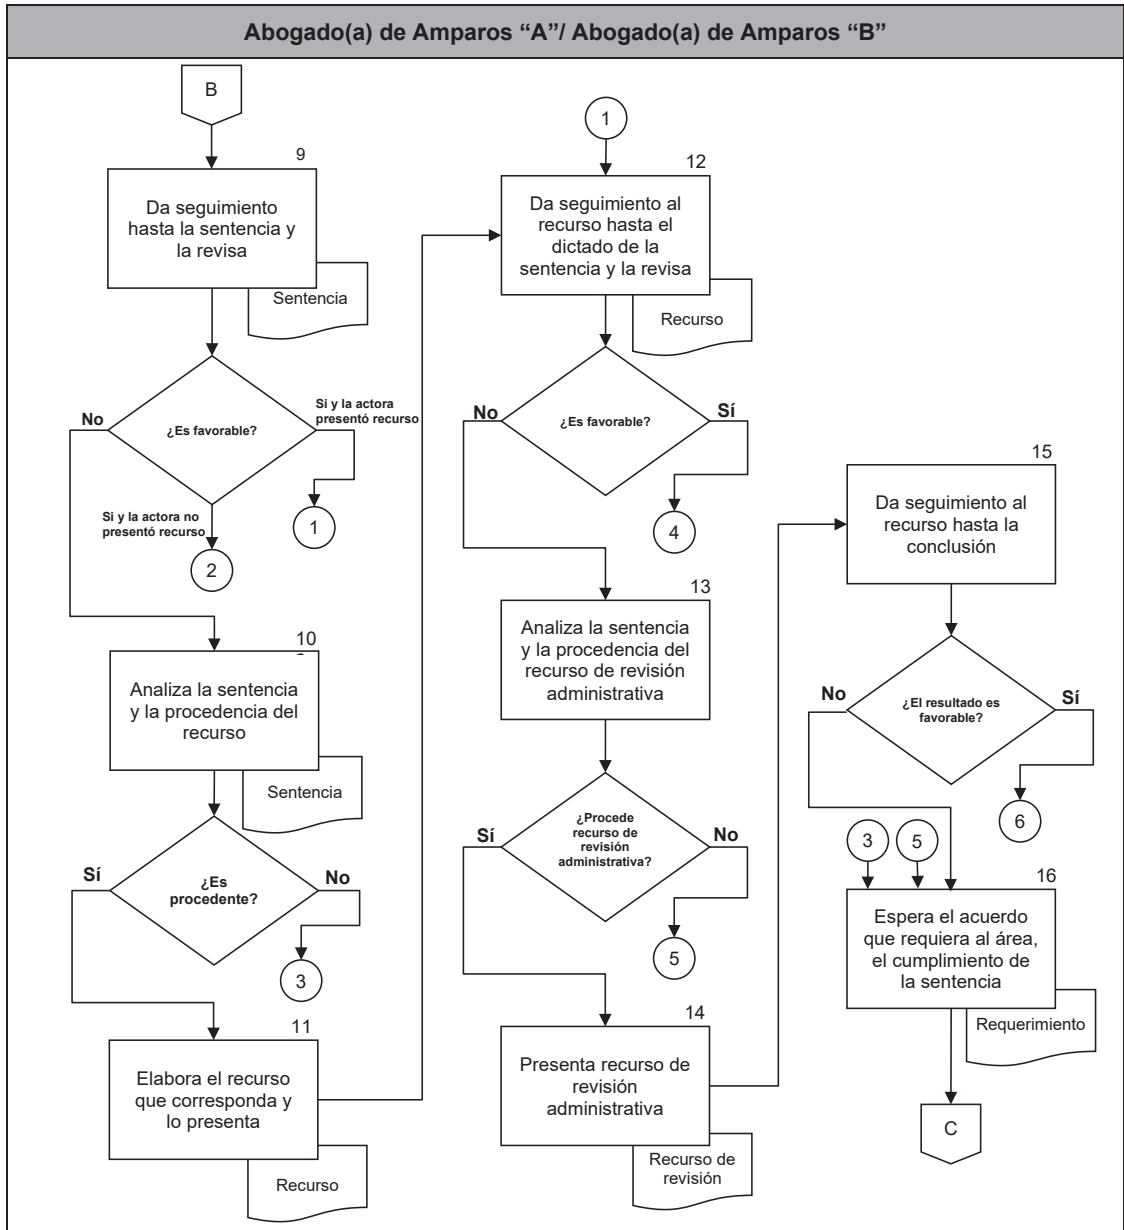 Abogado(a) de Amparos “A”/ Abogado(a) de Amparos “B”
B
9
Da seguimiento
hasta la sentencia y
la revisa
Sentencia
¿Es favorable?
No
Si y la actora
presentó recurso
1
Si y la actora no
presentó recurso
2
10
Analiza la sentencia
y la procedencia del
recurso
Sentencia
¿Es
procedente?
Sí
No
3
11
Elabora el recurso
que corresponda y
lo presenta
Recurso
1
12
Da seguimiento al
recurso hasta el
dictado de la
sentencia y la revisa
Recurso
¿Es favorable?
No
Sí
4
13
Analiza la sentencia
y la procedencia del
recurso de revisión
administrativa
¿Procede
recurso de
revisión
administrativa?
Sí
No
5
14
Presenta recurso de
revisión
administrativa
Recurso de
revisión
15
Da seguimiento al
recurso hasta la
conclusión
¿El resultado es
favorable?
No
Sí
6
3
5
16
Espera el acuerdo
que requiera al área,
el cumplimiento de
la sentencia
Requerimiento
C